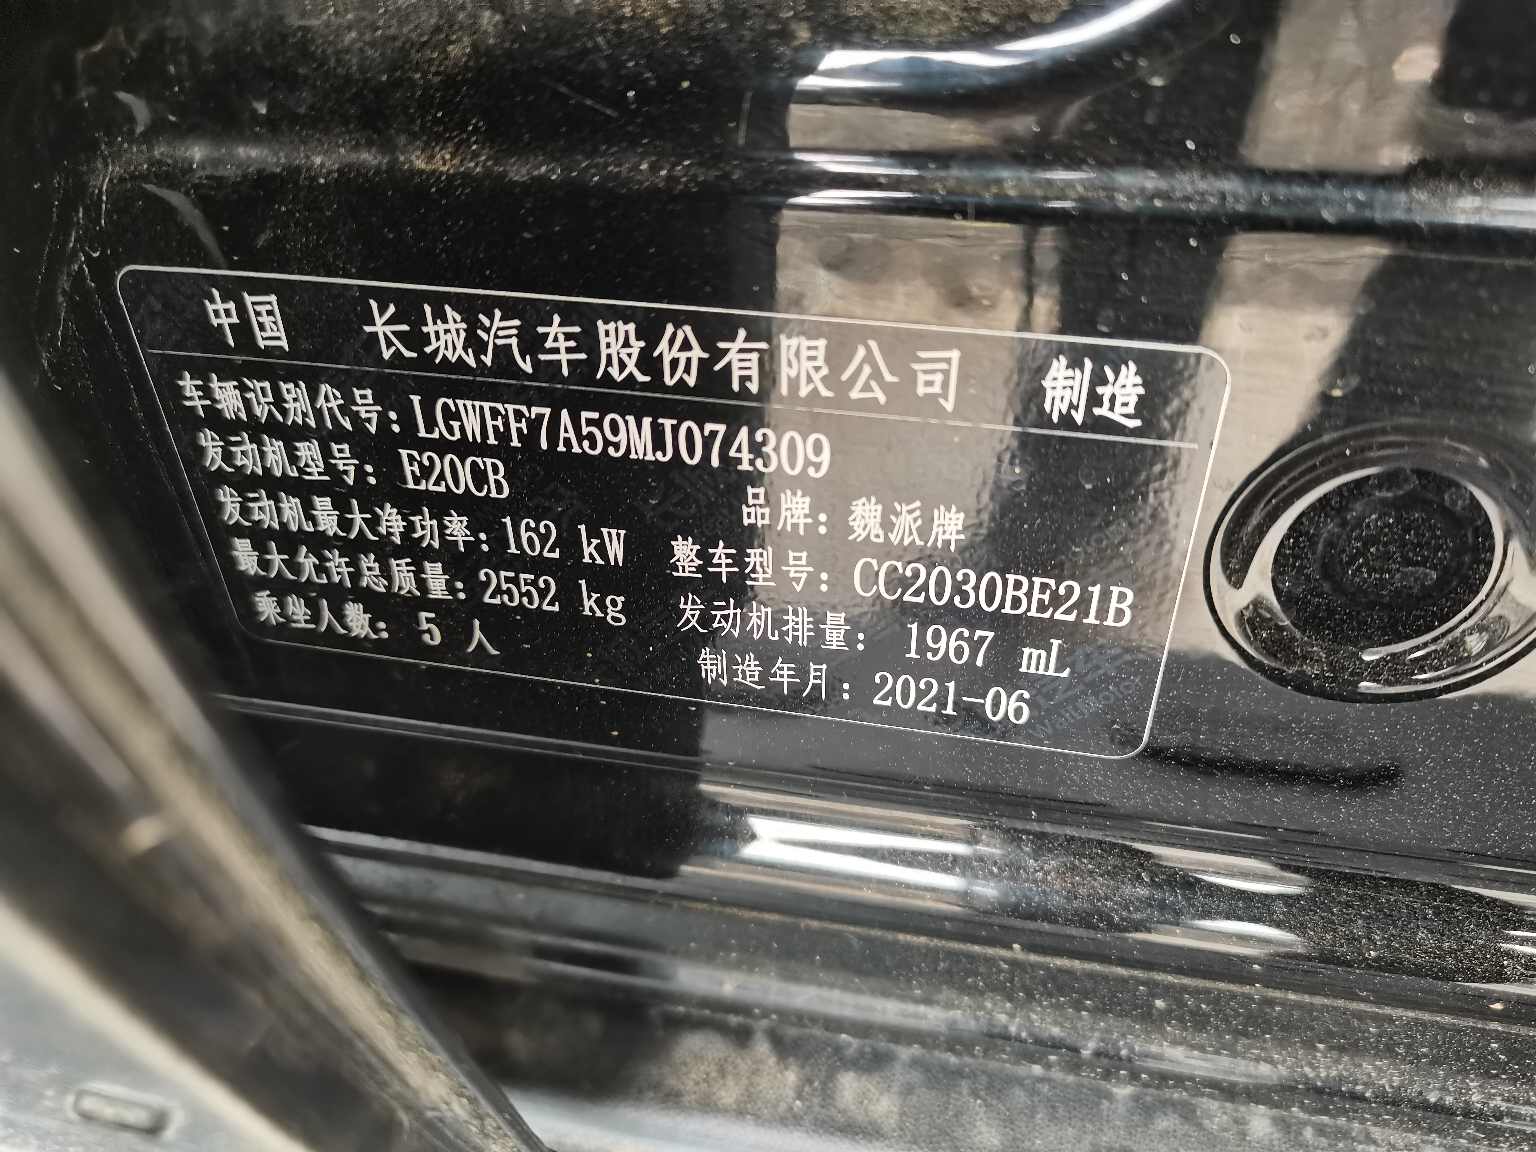 中国 长城汽车股份有限公司 制造
车辆识别代号：LGWFF7A59MJ074309
发动机型号：E20CB 品牌：魏派牌
发动机最大净功率：162 kW 整车型号：CC2030BE21B
最大允许总质量：2552 kg 发动机排量：1967 mL
乘坐人数：5 人 制造年月：2021-06